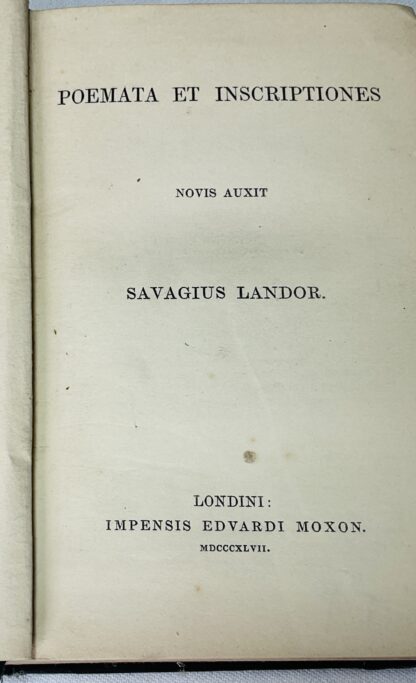 POEMATA ET INSCRIPTIONES
NOVIS AUXIT
SAVAGIUS LANDOR.
LONDINI:
IMPENSIS EDVARDI MOXON.
MDCCCXLVII.